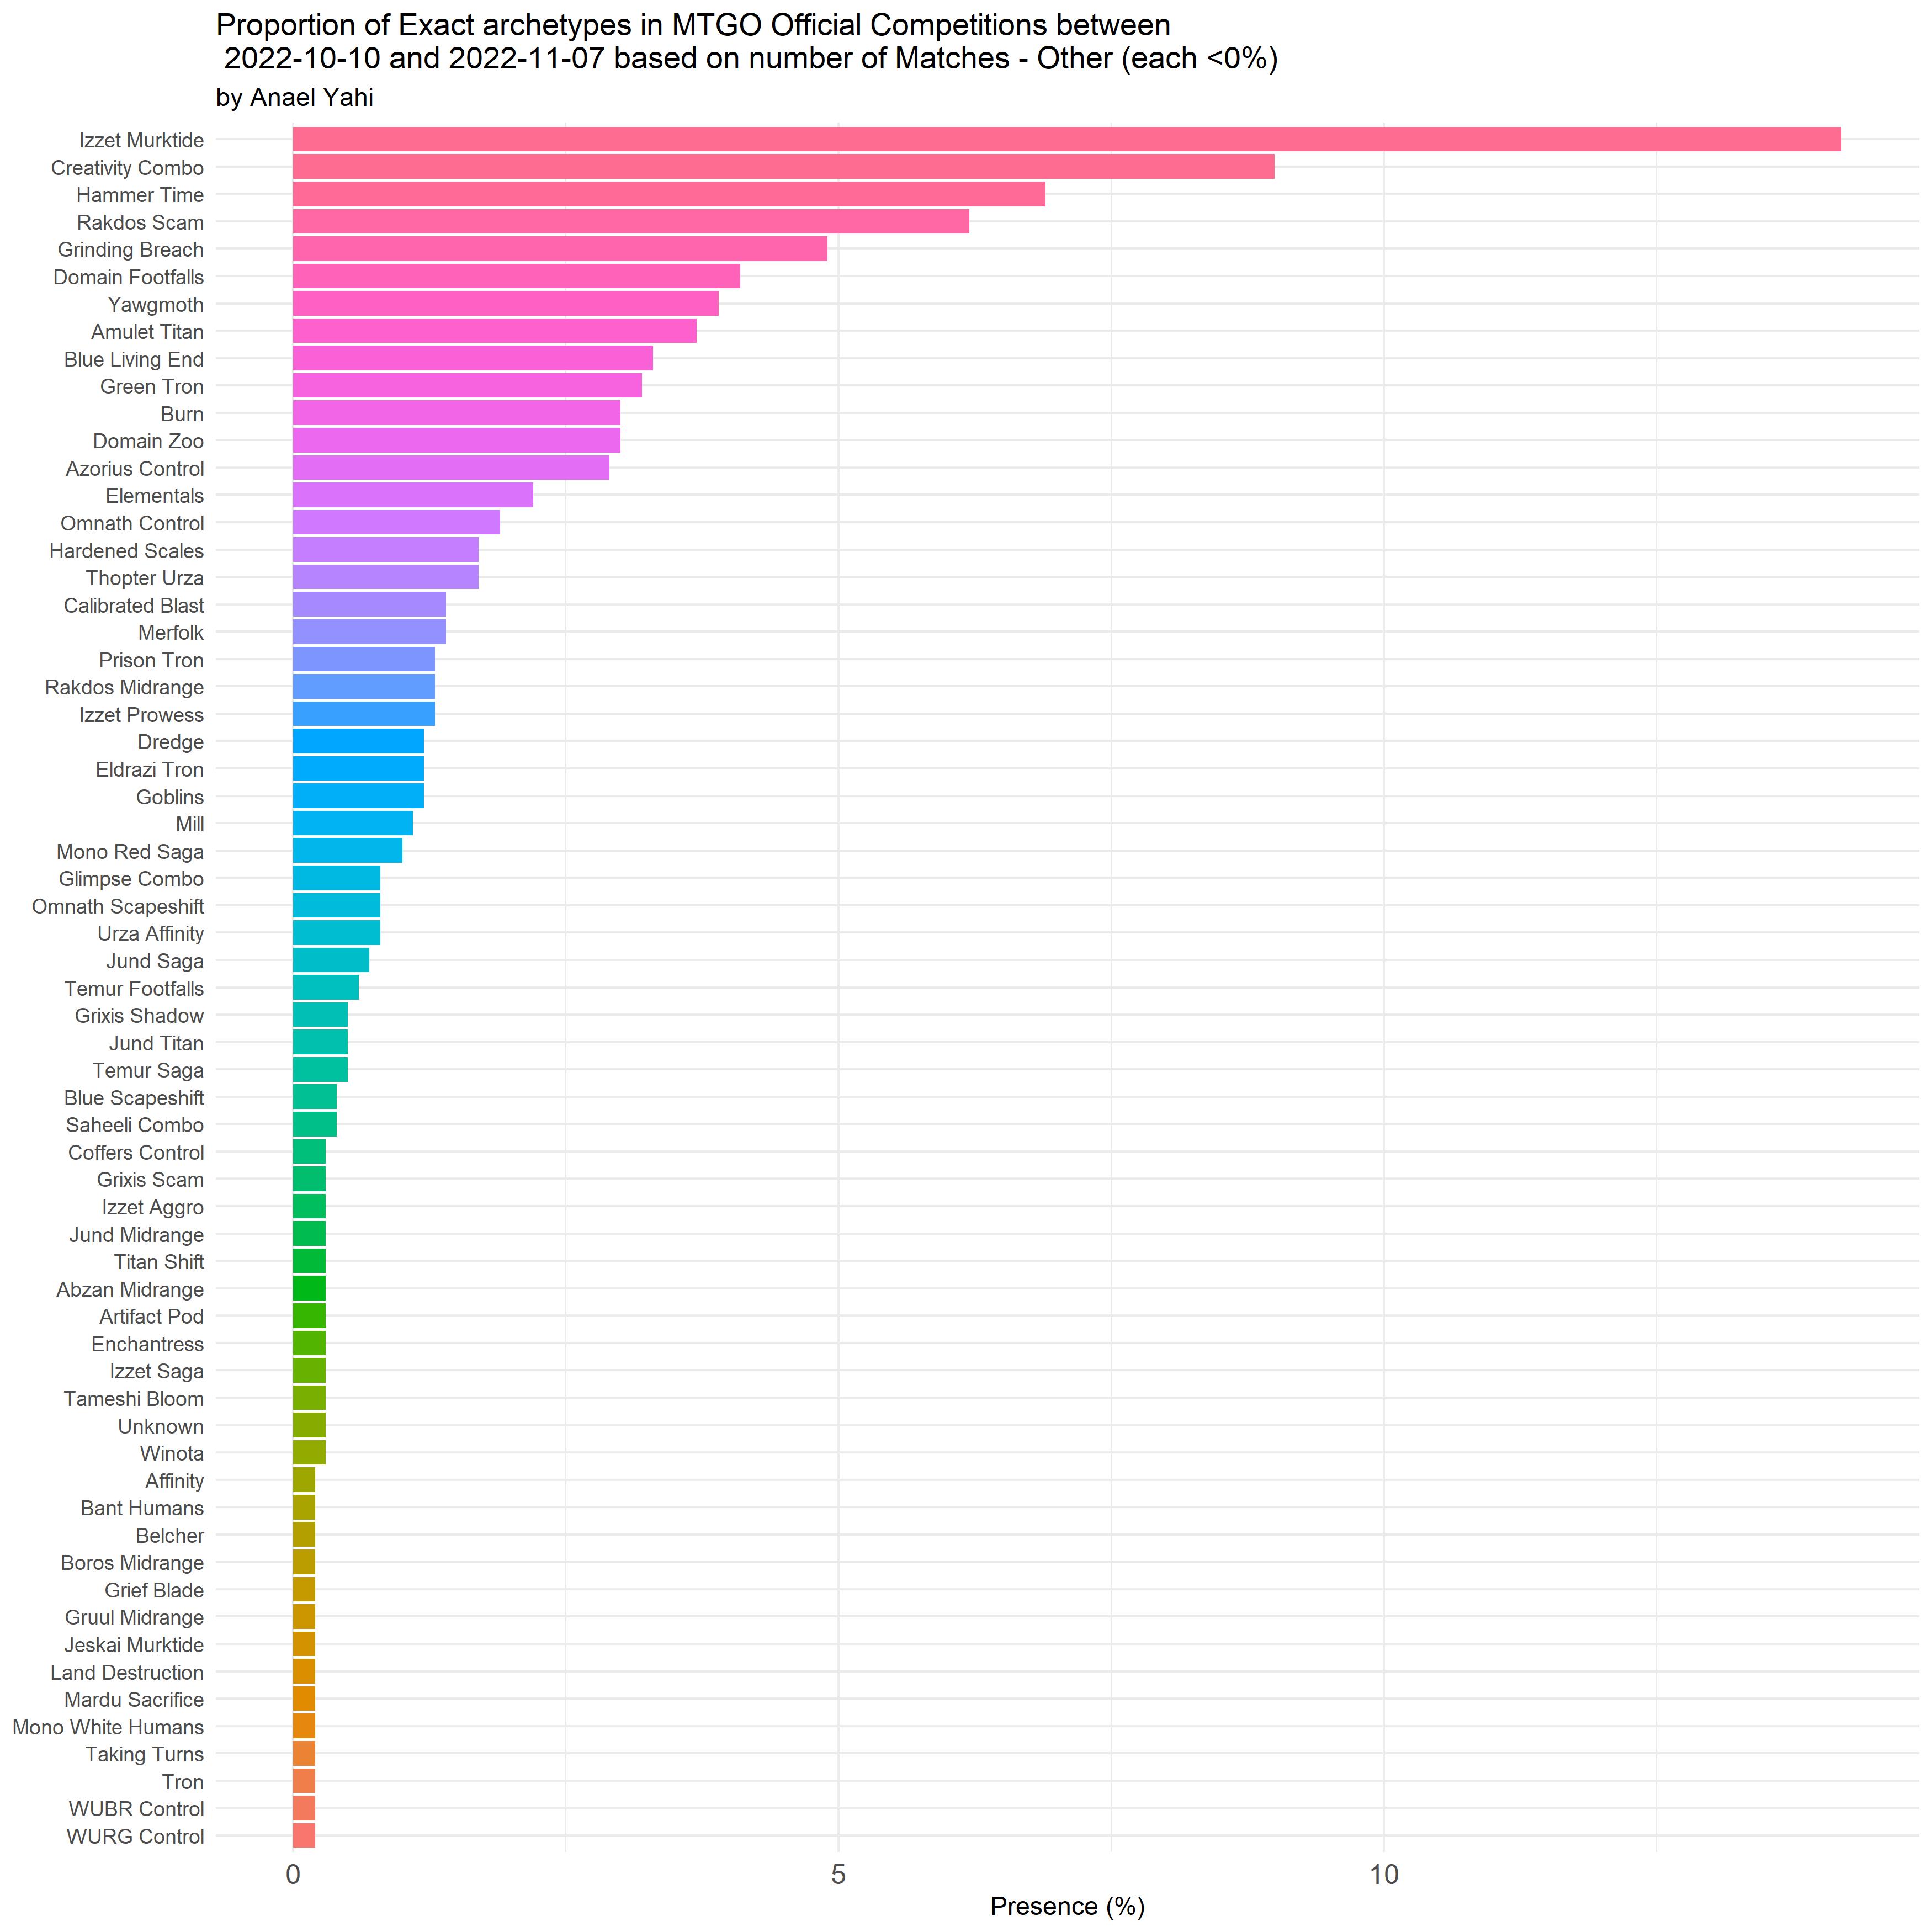 Proportion of Exact archetypes in MTGO Official Competitions between
2022-10-10 and 2022-11-07 based on number of Matches - Other (each <0%)
by Anael Yahi
Izzet Murktide
Creativity Combo
Hammer Time
Rakdos Scam
Grinding Breach
Domain Footfalls
Yawgmoth
Amulet Titan
Blue Living End
Green Tron
Burn
Domain Zoo
Azorius Control
Elementals
Omnath Control
Hardened Scales
Thopter Urza
Calibrated Blast
Merfolk
Prison Tron
Rakdos Midrange
Izzet Prowess
Dredge
Eldrazi Tron
Goblins
Mill
Mono Red Saga
Glimpse Combo
Omnath Scapeshift
Urza Affinity
Jund Saga
Temur Footfalls
Grixis Shadow
Jund Titan
Temur Saga
Blue Scapeshift
Saheeli Combo
Coffers Control
Grixis Scam
Izzet Aggro
Jund Midrange
Titan Shift
Abzan Midrange
Artifact Pod
Enchantress
Izzet Saga
Tameshi Bloom
Unknown
Winota
Affinity
Bant Humans
Belcher
Boros Midrange
Grief Blade
Gruul Midrange
Jeskai Murktide
Land Destruction
Mardu Sacrifice
Mono White Humans
Taking Turns
Tron
WUBR Control
WURG Control
0 5 10
Presence (%)